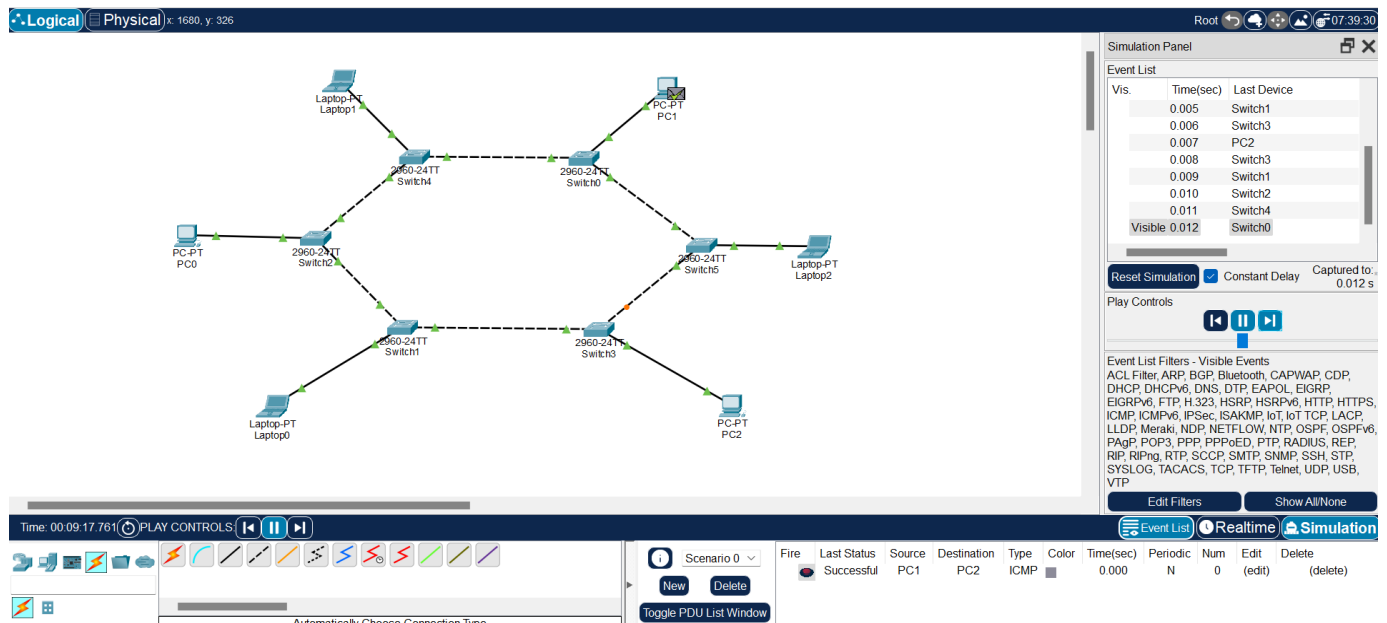 Logical Physical x: 1680, y: 326 Root 07:39:30
Laptop-PT
Laptop1
PC-PT
PC1
2960-24TT
Switch4
2960-24TT
Switch0
PC-PT
PC0
2960-24TT
Switch2
2960-24TT
Switch5
Laptop-PT
Laptop2
2960-24TT
Switch1
2960-24TT
Switch3
Laptop-PT
Laptop0
PC-PT
PC2
Simulation Panel
Event List
Vis. Time(sec) Last Device
0.005 Switch1
0.006 Switch3
0.007 PC2
0.008 Switch3
0.009 Switch1
0.010 Switch2
0.011 Switch4
Visible 0.012 Switch0
Reset Simulation Constant Delay Captured to:
0.012 s
Play Controls
Event List Filters - Visible Events
ACL Filter, ARP, BGP, Bluetooth, CAPWAP, CDP,
DHCP, DHCPv6, DNS, DTP, EAPOL, EIGRP,
EIGRPv6, FTP, H.323, HSRP, HSRPv6, HTTP, HTTPS,
ICMP, ICMPv6, IPSec, ISAKMP, IoT, IoT TCP, LACP,
LLDP, Meraki, NDP, NETFLOW, NTP, OSPF, OSPFv6,
PAgP, POP3, PPP, PPPoED, PTP, RADIUS, REP,
RIP, RIPng, RTP, SCCP, SMTP, SNMP, SSH, STP,
SYSLOG, TACACS, TCP, TFTP, Telnet, UDP, USB,
VTP
Edit Filters Show All/None
Time: 00:09:17.761 PLAY CONTROLS: Event List Realtime Simulation
Automatically Choose Connection Type
Scenario 0
New Delete
Toggle PDU List Window
Fire Last Status Source Destination Type Color Time(sec) Periodic Num Edit Delete
Successful PC1 PC2 ICMP 0.000 N 0 (edit) (delete)